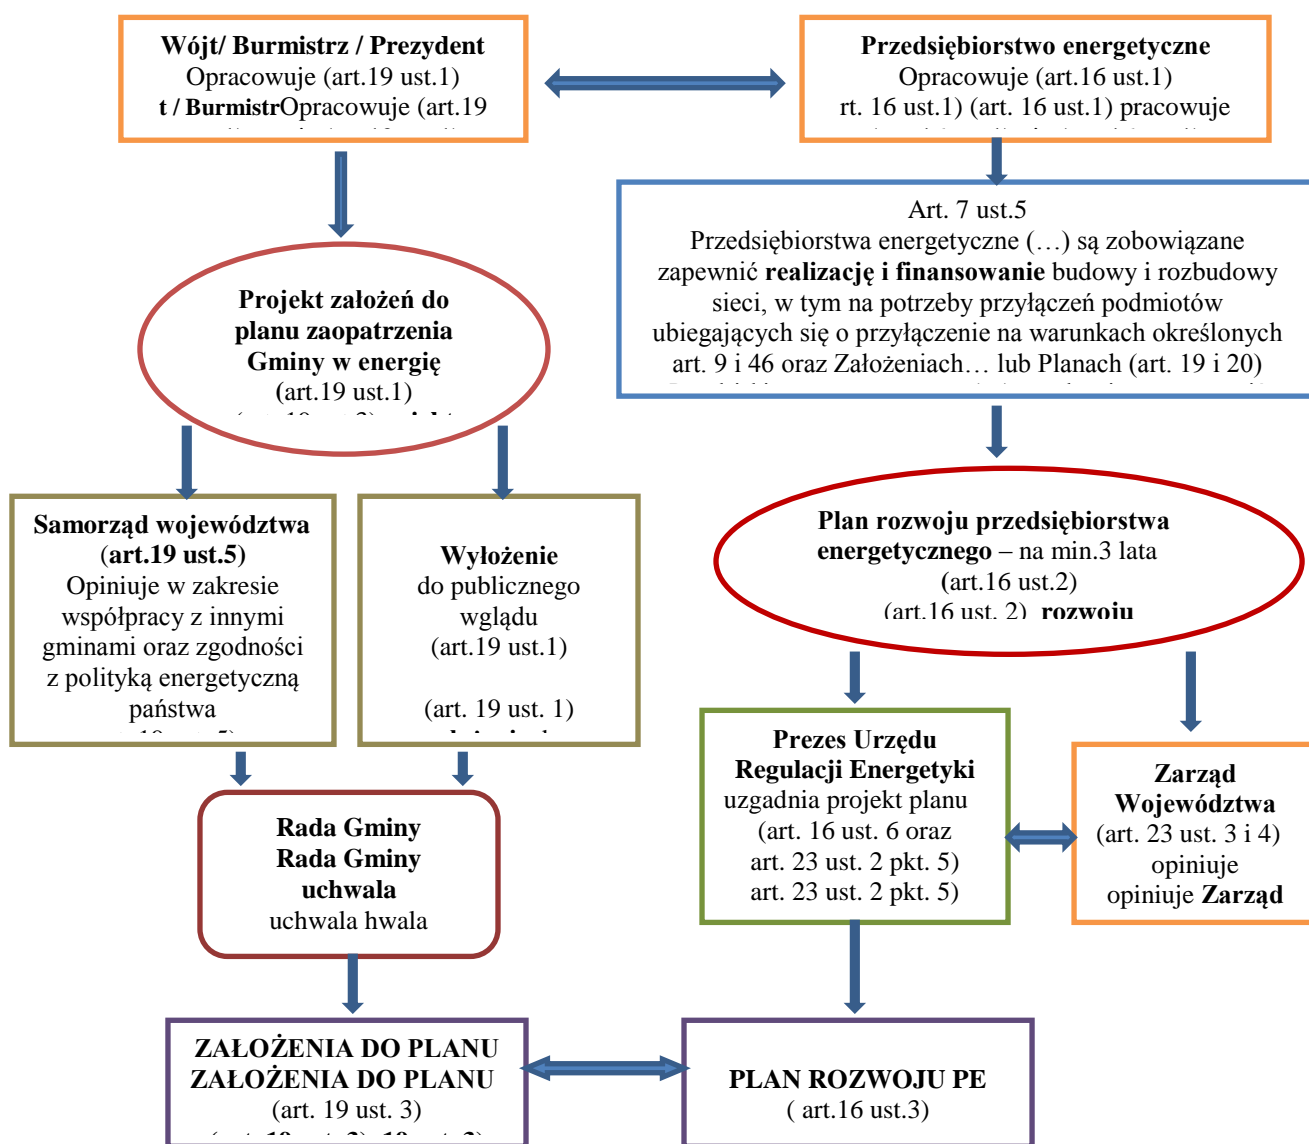 Wójt/ Burmistrz / Prezydent
Opracowuje (art.19 ust.1)
t / BurmistrOpracowuje (art.19
Przedsiębiorstwo energetyczne
Opracowuje (art.16 ust.1)
rt. 16 ust.1) (art. 16 ust.1) pracowuje
Art. 7 ust.5
Przedsiębiorstwa energetyczne (…) są zobowiązane
zapewnić realizację i finansowanie budowy i rozbudowy
sieci, w tym na potrzeby przyłączeń podmiotów
ubiegających się o przyłączenie na warunkach określonych
art. 9 i 46 oraz Założeniach… lub Planach (art. 19 i 20)
Projekt założeń do
planu zaopatrzenia
Gminy w energię
(art.19 ust.1)
Samorząd województwa
(art.19 ust.5)
Opiniuje w zakresie
współpracy z innymi
gminami oraz zgodności
z polityką energetyczną
państwa
Wyłożenie
do publicznego
wglądu
(art.19 ust.1)
(art. 19 ust. 1)
Plan rozwoju przedsiębiorstwa
energetycznego – na min.3 lata
(art.16 ust.2)
(art.16 ust. 2) rozwoju
Prezes Urzędu
Regulacji Energetyki
uzgadnia projekt planu
(art. 16 ust. 6 oraz
art. 23 ust. 2 pkt. 5)
art. 23 ust. 2 pkt. 5)
Zarząd
Województwa
(art. 23 ust. 3 i 4)
opiniuje
opiniuje Zarząd
Rada Gminy
Rada Gminy
uchwala
uchwala hwala
ZAŁOŻENIA DO PLANU
ZAŁOŻENIA DO PLANU
(art. 19 ust. 3)
PLAN ROZWOJU PE
( art.16 ust.3)